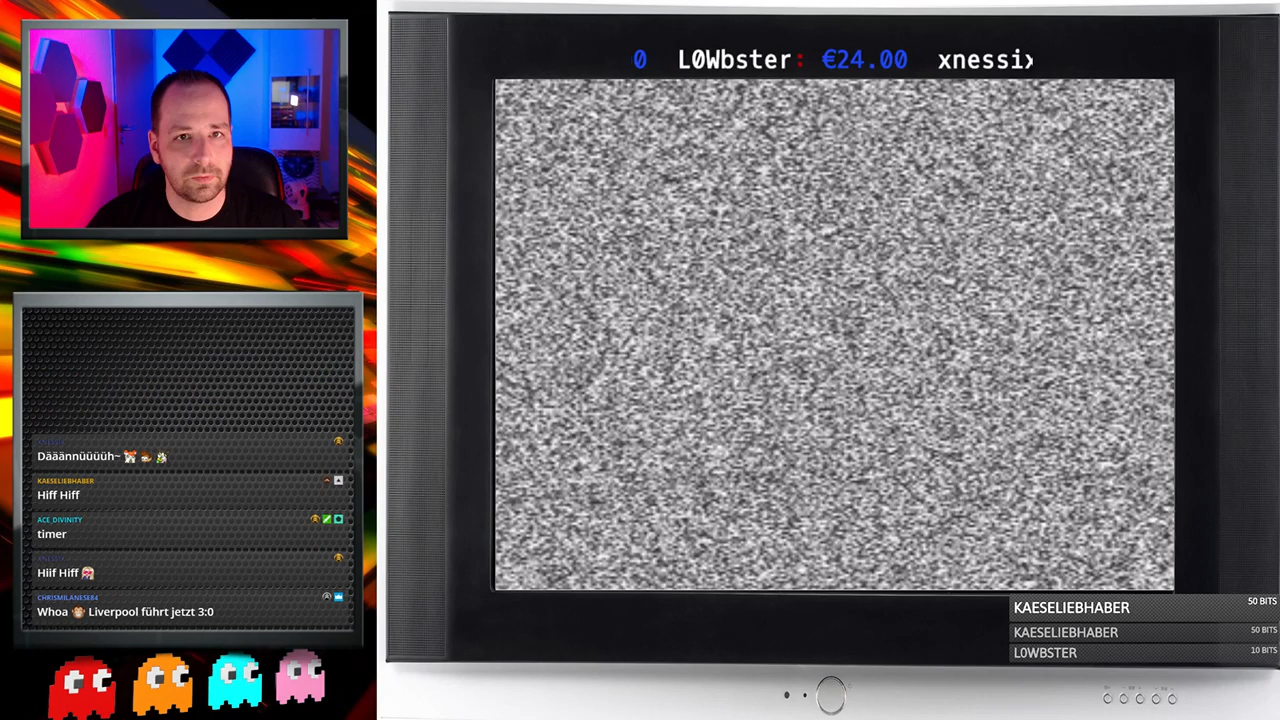 0 L0Wbster: €24.00 xnessix
Dääännüüüüh~
KAESELIEBHABER
Hiff Hiff
ACE_DIVINITY
timer
Hiif Hiff
CHRISMILANESE84
Whoa Liverpool führt jetzt 3:0
KAESELIEBHABER 50 BITS
KAESELIEBHABER 50 BITS
L0WBSTER 10 BITS